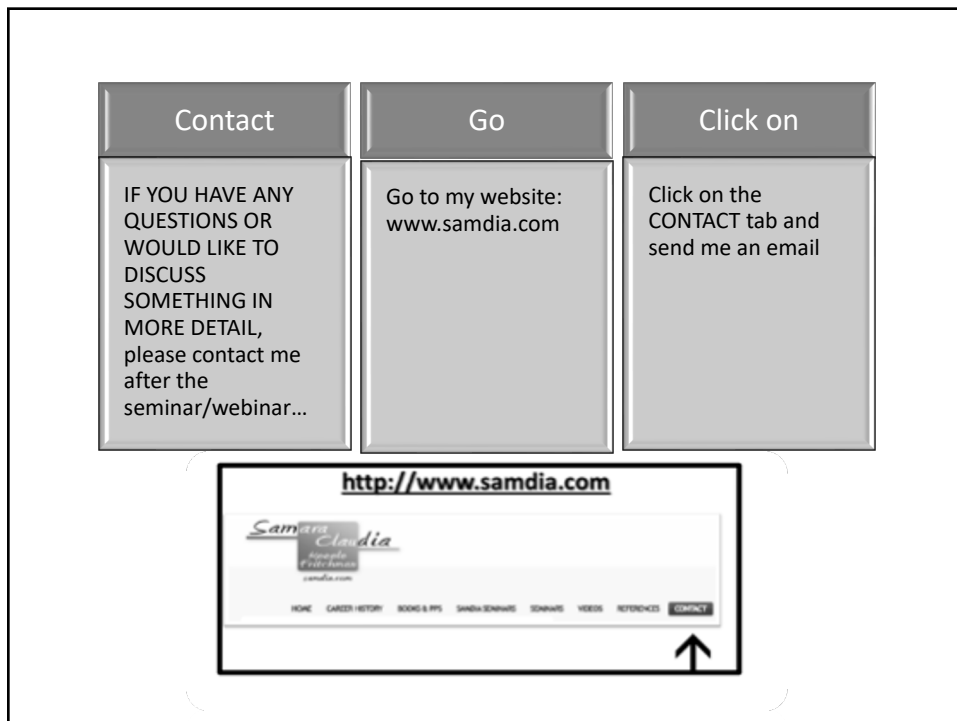 Contact
IF YOU HAVE ANY
QUESTIONS OR
WOULD LIKE TO
DISCUSS
SOMETHING IN
MORE DETAIL,
please contact me
after the
seminar/webinar…
Go
Go to my website:
www.samdia.com
Click on
Click on the
CONTACT tab and
send me an email
http://www.samdia.com
Samara
Claudia
samdia.com
HOME CAREER HISTORY BOOKS & PPS SAMDIA SEMINARS SEMINARS VIDEOS REFERENCES CONTACT